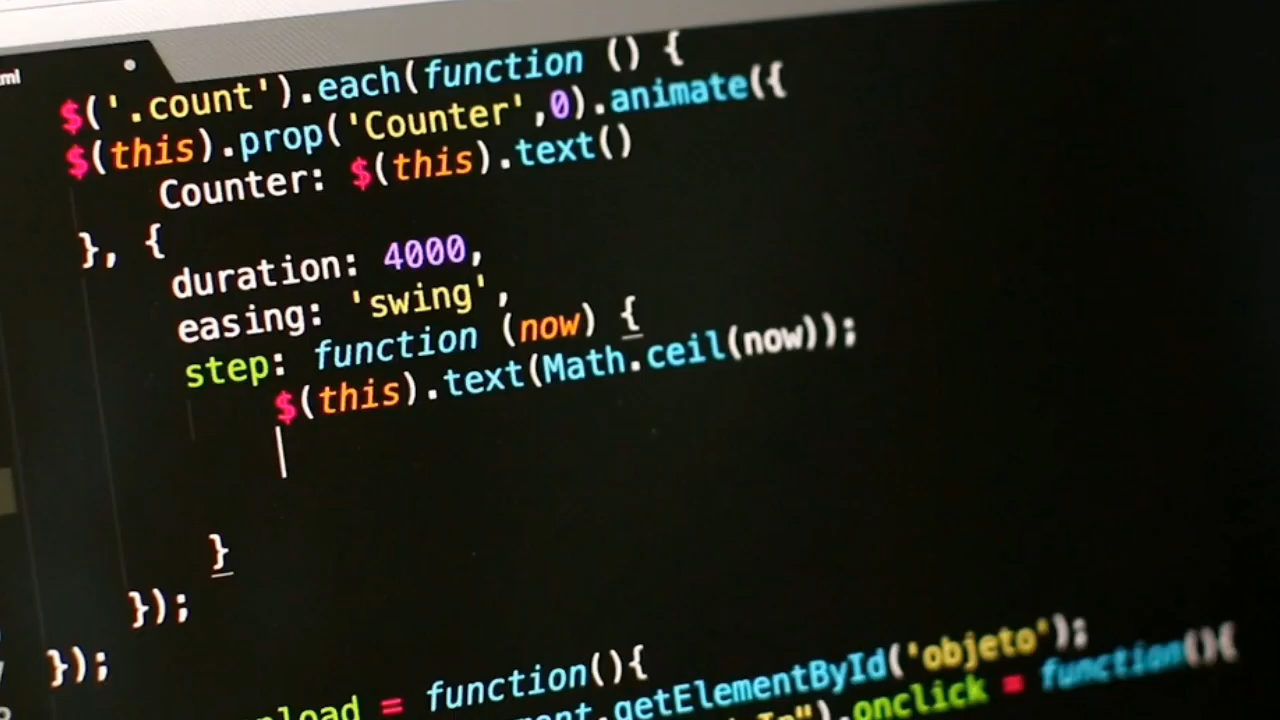 $('.count').each(function () {
$(this).prop('Counter',0).animate({
Counter: $(this).text()
}, {
duration: 4000,
easing: 'swing',
step: function (now) {
$(this).text(Math.ceil(now));
}
});
});
= function(){
.getElementById('objeto');
").onclick = function(){